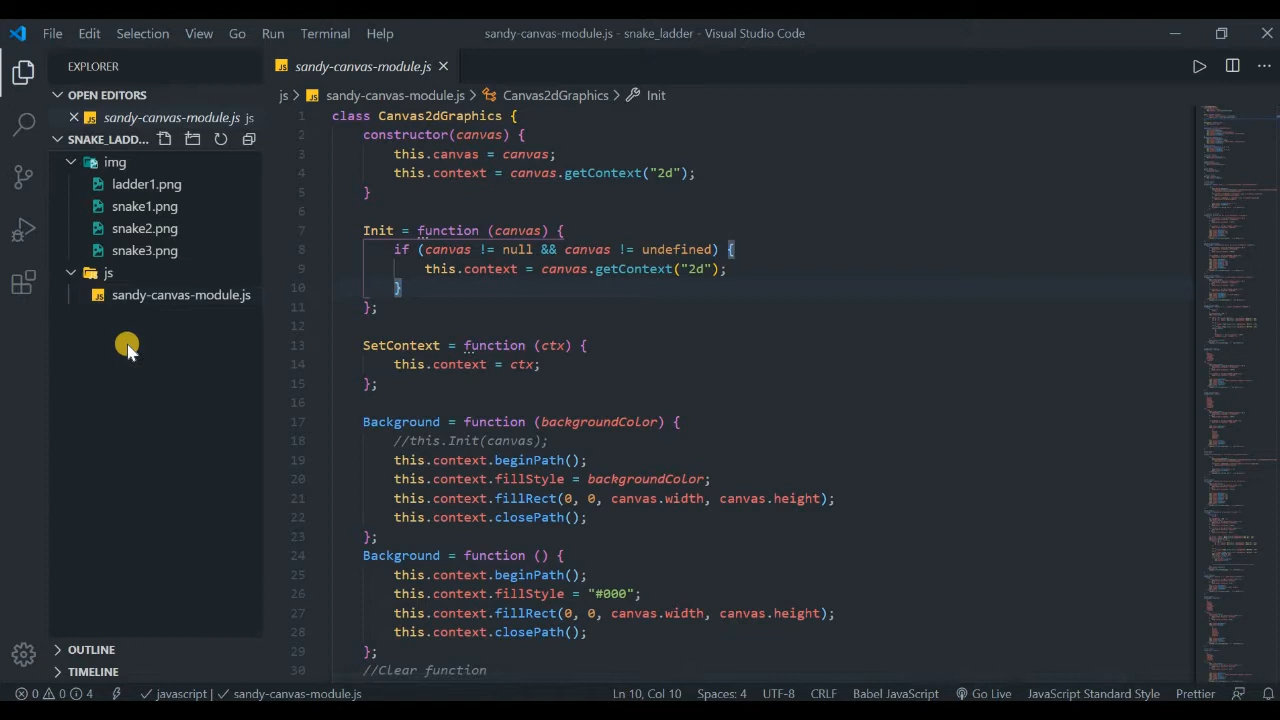 File Edit Selection View Go Run Terminal Help
sandy-canvas-module.js - snake_ladder - Visual Studio Code
EXPLORER
OPEN EDITORS
sandy-canvas-module.js js
SNAKE_LADD...
img
ladder1.png
snake1.png
snake2.png
snake3.png
js
sandy-canvas-module.js
OUTLINE
TIMELINE
JS sandy-canvas-module.js
js > JS sandy-canvas-module.js > Canvas2dGraphics > Init
1 class Canvas2dGraphics {
2 constructor(canvas) {
3 this.canvas = canvas;
4 this.context = canvas.getContext("2d");
5 }
6
7 Init = function (canvas) {
8 if (canvas != null && canvas != undefined) {
9 this.context = canvas.getContext("2d");
10 }
11 };
12
13 SetContext = function (ctx) {
14 this.context = ctx;
15 };
16
17 Background = function (backgroundColor) {
18 //this.Init(canvas);
19 this.context.beginPath();
20 this.context.fillStyle = backgroundColor;
21 this.context.fillRect(0, 0, canvas.width, canvas.height);
22 this.context.closePath();
23 };
24 Background = function () {
25 this.context.beginPath();
26 this.context.fillStyle = "#000";
27 this.context.fillRect(0, 0, canvas.width, canvas.height);
28 this.context.closePath();
29 };
30 //Clear function
0 0 4 javascript | sandy-canvas-module.js Ln 10, Col 10 Spaces: 4 UTF-8 CRLF Babel JavaScript Go Live JavaScript Standard Style Prettier